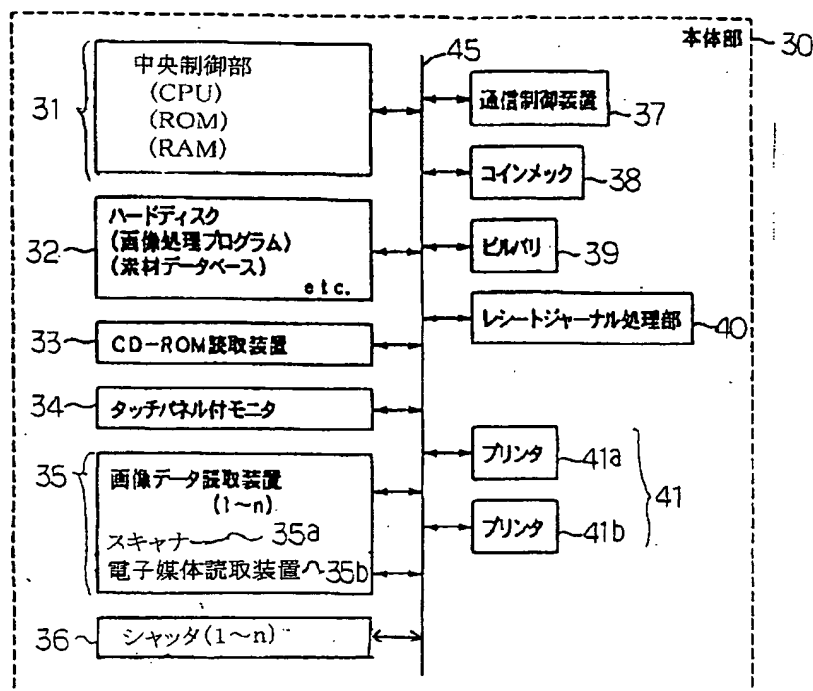 本体部 30
45
31
中央制御部
(CPU)
(ROM)
(RAM)
32
ハードディスク
(画像処理プログラム)
(素材データベース)
etc.
33
CD-ROM読取装置
34
タッチパネル付モニタ
35
画像データ読取装置
(1~n)
スキャナ 35a
電子媒体読取装置 35b
36
シャッタ(1~n)
通信制御装置
37
コインメック
38
ビルバリ
39
レシートジャーナル処理部
40
プリンタ
41a
プリンタ
41b
41